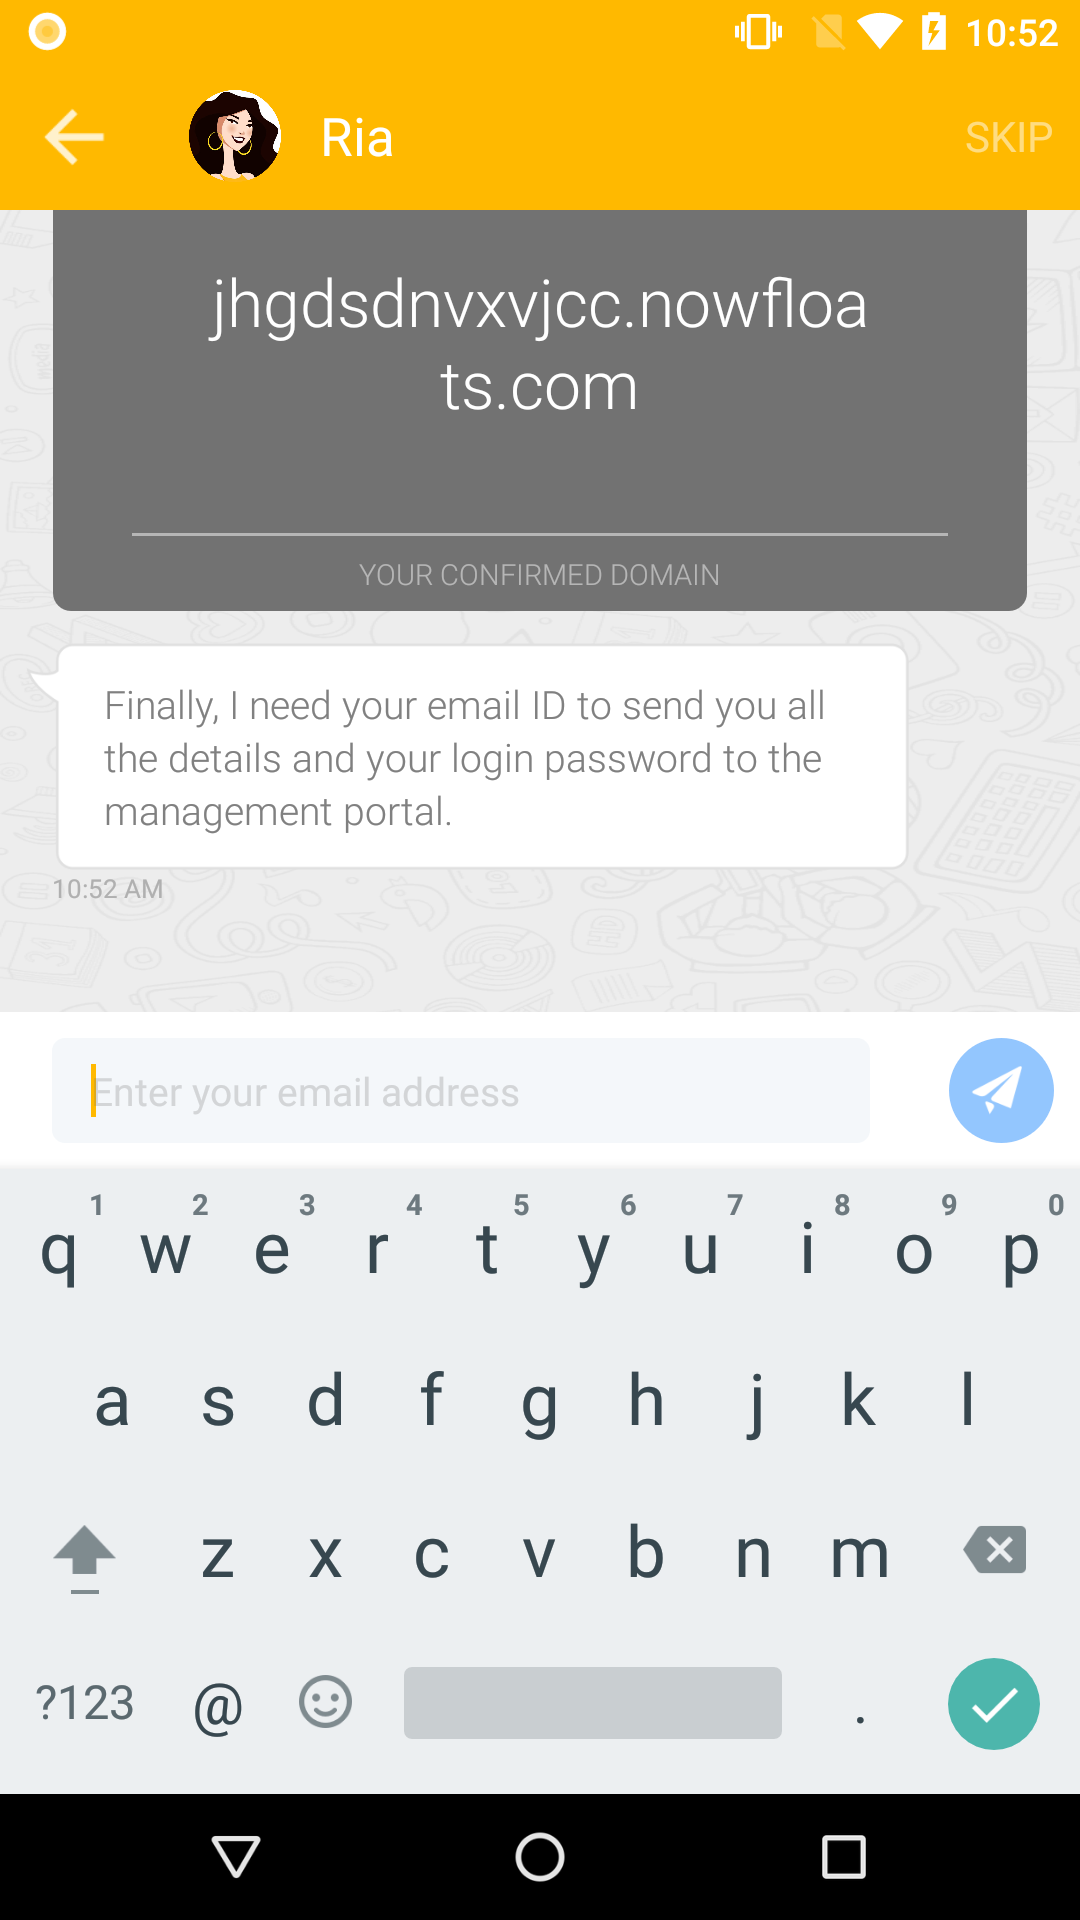 10:52
Ria
SKIP
jhgdsdnvxvjcc.nowfloa
ts.com
YOUR CONFIRMED DOMAIN
Finally, I need your email ID to send you all
the details and your login password to the
management portal.
10:52 AM
Enter your email address
1 2 3 4 5 6 7 8 9 0
q w e r t y u i o p
a s d f g h j k l
z x c v b n m
?123 @ .